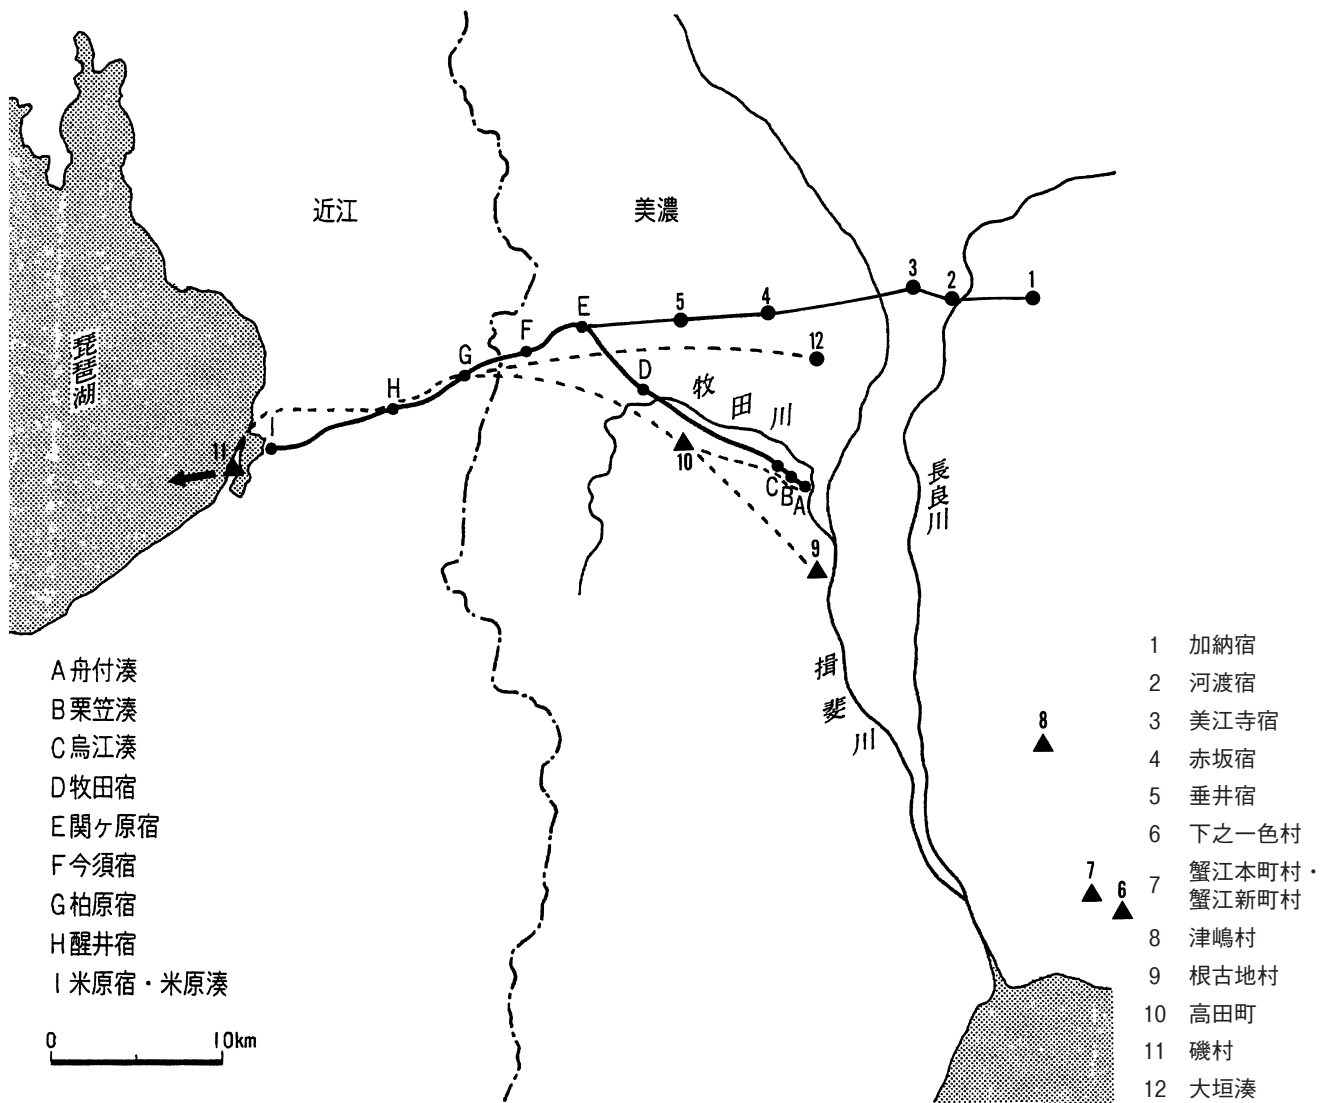 近江
美濃
3
2
1
5
4
E
F
12
G
D
H
牧田川
琵琶湖
I
11
10
C
B
A
長良川
9
揖斐川
8
7
6
A舟付湊
B栗笠湊
C烏江湊
D牧田宿
E関ヶ原宿
F今須宿
G柏原宿
H醒井宿
I米原宿・米原湊
0 10km
1 加納宿
2 河渡宿
3 美江寺宿
4 赤坂宿
5 垂井宿
6 下之一色村
7 蟹江本町村・
蟹江新町村
8 津嶋村
9 根古地村
10 高田町
11 磯村
12 大垣湊